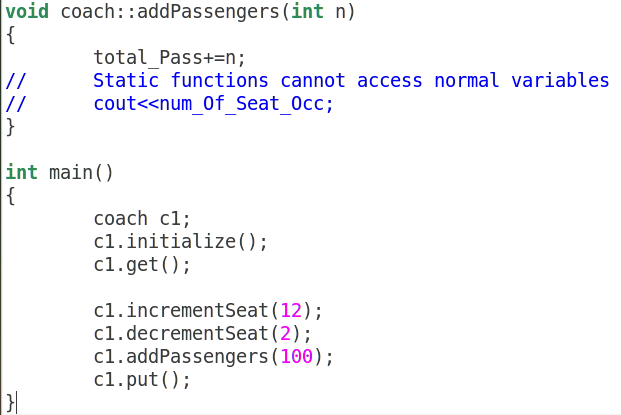 void coach::addPassengers(int n)
{
        total_Pass+=n;
//      Static functions cannot access normal variables
//      cout<<num_Of_Seat_Occ;
}

int main()
{
        coach c1;
        c1.initialize();
        c1.get();

        c1.incrementSeat(12);
        c1.decrementSeat(2);
        c1.addPassengers(100);
        c1.put();
}